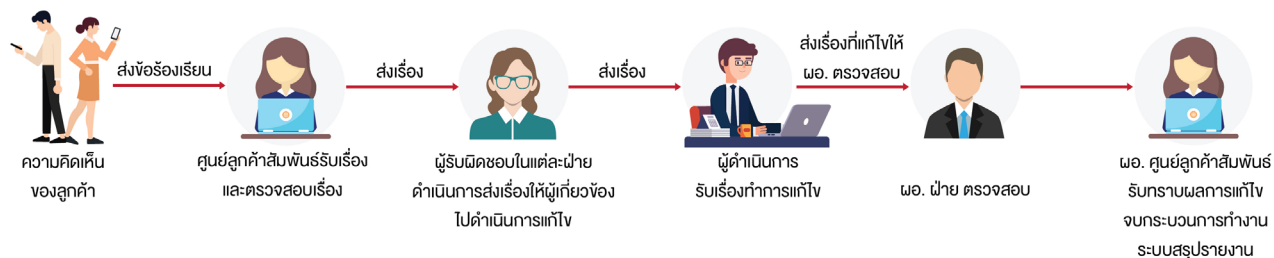 ส่งข้อร้องเรียน
ส่งเรื่อง
ส่งเรื่อง
ส่งเรื่องที่แก้ไขให้
ผอ. ตรวจสอบ
ความคิดเห็น
ของลูกค้า
ศูนย์ลูกค้าสัมพันธ์รับเรื่อง
และตรวจสอบเรื่อง
ผู้รับผิดชอบในแต่ละฝ่าย
ดำเนินการส่งเรื่องให้ผู้เกี่ยวข้อง
ไปดำเนินการแก้ไข
ผู้ดำเนินการ
รับเรื่องทำการแก้ไข
ผอ. ฝ่าย ตรวจสอบ
ผอ. ศูนย์ลูกค้าสัมพันธ์
รับทราบผลการแก้ไข
จบกระบวนการทำงาน
ระบบสรุปรายงาน